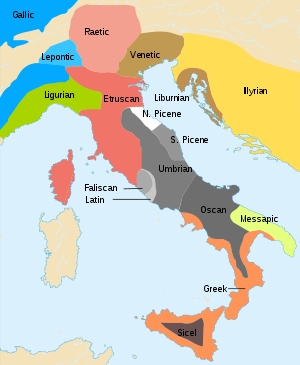 Gallic
Raetic
Lepontic
Venetic
Ligurian
Etruscan
Liburnian
Illyrian
N. Picene
S. Picene
Umbrian
Faliscan
Latin
Oscan
Messapic
Greek
Sicel